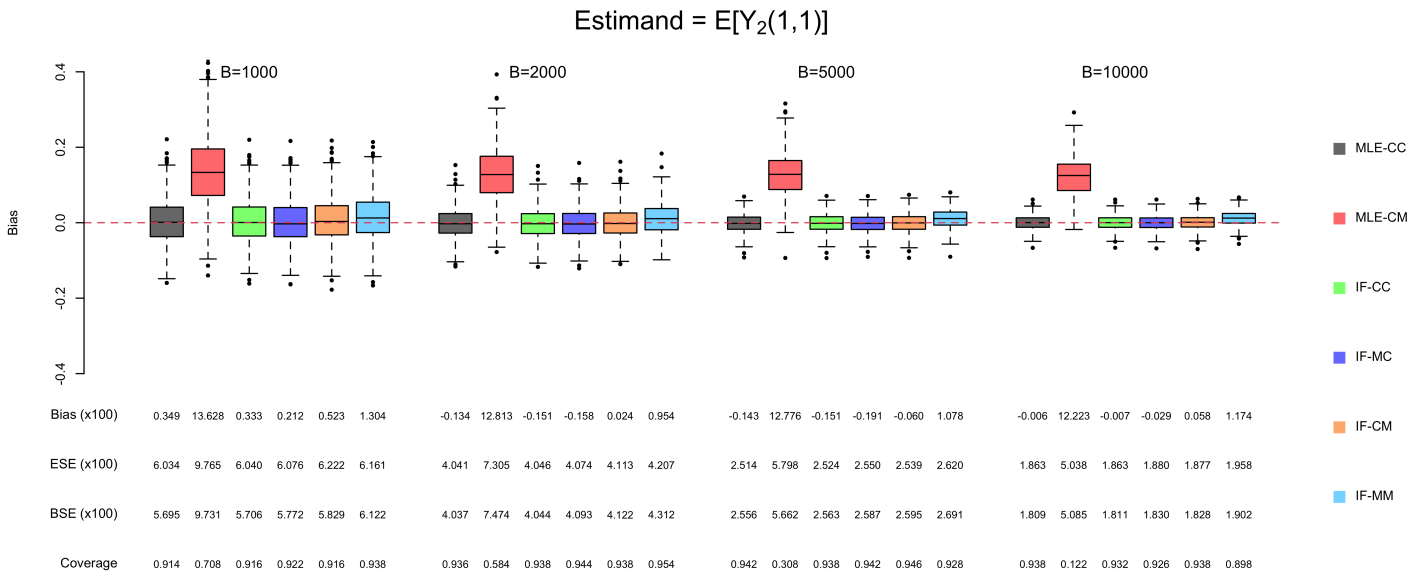 Estimand = E[Y₂(1,1)]
B=1000 B=2000 B=5000 B=10000
0.4
0.2
0.0
-0.2
-0.4
Bias
MLE-CC
MLE-CM
IF-CC
IF-MC
IF-CM
IF-MM
Bias (x100) 0.349 13.628 0.333 0.212 0.523 1.304 -0.134 12.813 -0.151 -0.158 0.024 0.954 -0.143 12.776 -0.151 -0.191 -0.060 1.078 -0.006 12.223 -0.007 -0.029 0.058 1.174
ESE (x100) 6.034 9.765 6.040 6.076 6.222 6.161 4.041 7.305 4.046 4.074 4.113 4.207 2.514 5.798 2.524 2.550 2.539 2.620 1.863 5.038 1.863 1.880 1.877 1.958
BSE (x100) 5.695 9.731 5.706 5.772 5.829 6.122 4.037 7.474 4.044 4.093 4.122 4.312 2.556 5.662 2.563 2.587 2.595 2.691 1.809 5.085 1.811 1.830 1.828 1.902
Coverage 0.914 0.708 0.916 0.922 0.916 0.938 0.936 0.584 0.938 0.944 0.938 0.954 0.942 0.308 0.938 0.942 0.946 0.928 0.938 0.122 0.932 0.926 0.938 0.898